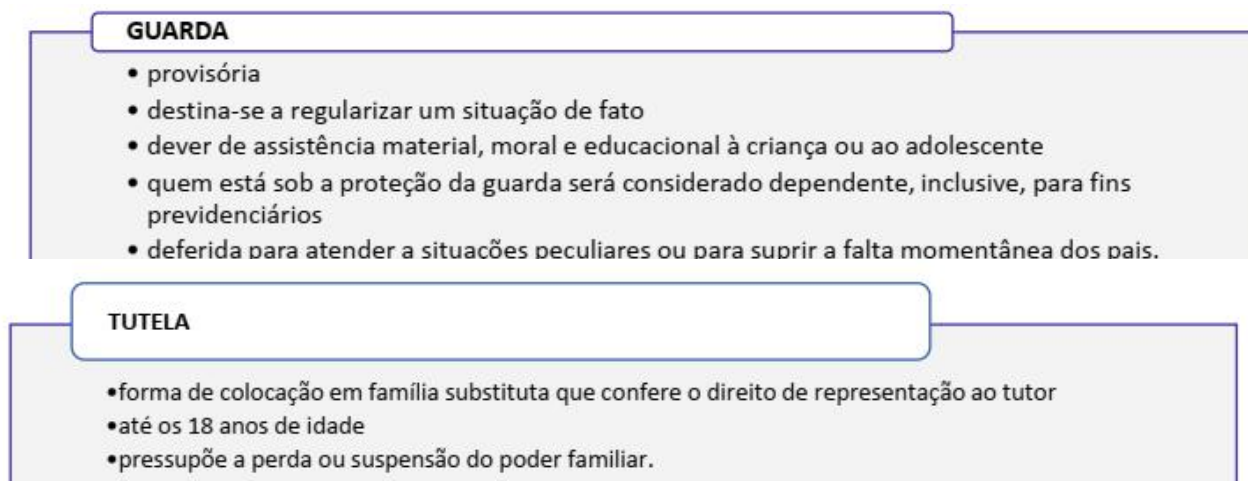 GUARDA
• provisória
• destina-se a regularizar um situação de fato
• dever de assistência material, moral e educacional à criança ou ao adolescente
• quem está sob a proteção da guarda será considerado dependente, inclusive, para fins
previdenciários
• deferida para atender a situações peculiares ou para suprir a falta momentânea dos pais.
TUTELA
•forma de colocação em família substituta que confere o direito de representação ao tutor
•até os 18 anos de idade
•pressupõe a perda ou suspensão do poder familiar.